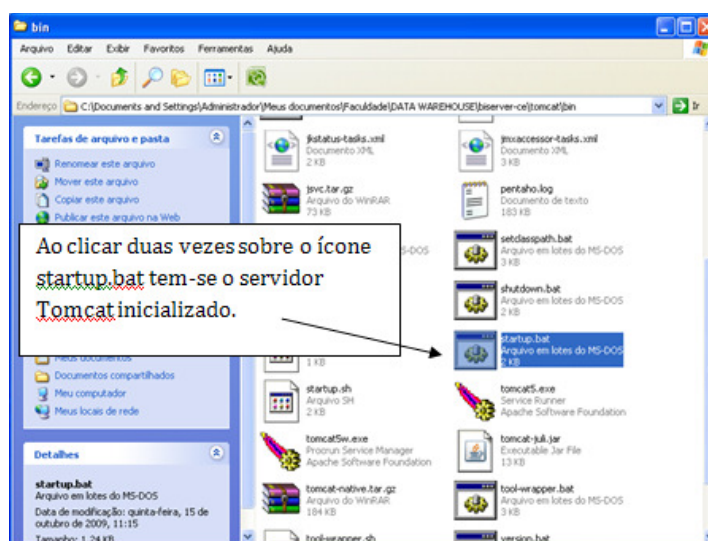 bin
Arquivo Editar Exibir Favoritos Ferramentas Ajuda
Endereço C:\Documents and Settings\Administrador\Meus documentos\Faculdade\DATA WAREHOUSE\biserver-ce\tomcat\bin Ir
Tarefas de arquivo e pasta
Renomear este arquivo
Mover este arquivo
Copiar este arquivo
Publicar este arquivo na Web
Ao clicar duas vezes sobre o ícone
startup.bat tem-se o servidor
Tomcat inicializado.
Meus documentos
Documentos compartilhados
Meu computador
Meus locais de rede
Detalhes
startup.bat
Arquivo em lotes do MS-DOS
Data de modificação: quinta-feira, 15 de
outubro de 2009, 11:15
Tamanho: 1,24 KB
jkstatus-tasks.xml
Documento XML
2 KB
jmxaccessor-tasks.xml
Documento XML
3 KB
jsvc.tar.gz
Arquivo do WinRAR
73 KB
pentaho.log
Documento de texto
183 KB
S-DOS
setclasspath.bat
Arquivo em lotes do MS-DOS
3 KB
shutdown.bat
Arquivo em lotes do MS-DOS
2 KB
1 KB
startup.bat
Arquivo em lotes do MS-DOS
2 KB
startup.sh
Arquivo SH
2 KB
tomcat5.exe
Service Runner
Apache Software Foundation
tomcat5w.exe
Procrun Service Manager
Apache Software Foundation
tomcat-juli.jar
Executable Jar File
13 KB
tomcat-native.tar.gz
Arquivo do WinRAR
184 KB
tool-wrapper.bat
Arquivo em lotes do MS-DOS
3 KB
tool-wrapper.sh
version.bat